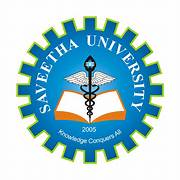 SAVEETHA UNIVERSITY
2005
Knowledge Conquers All